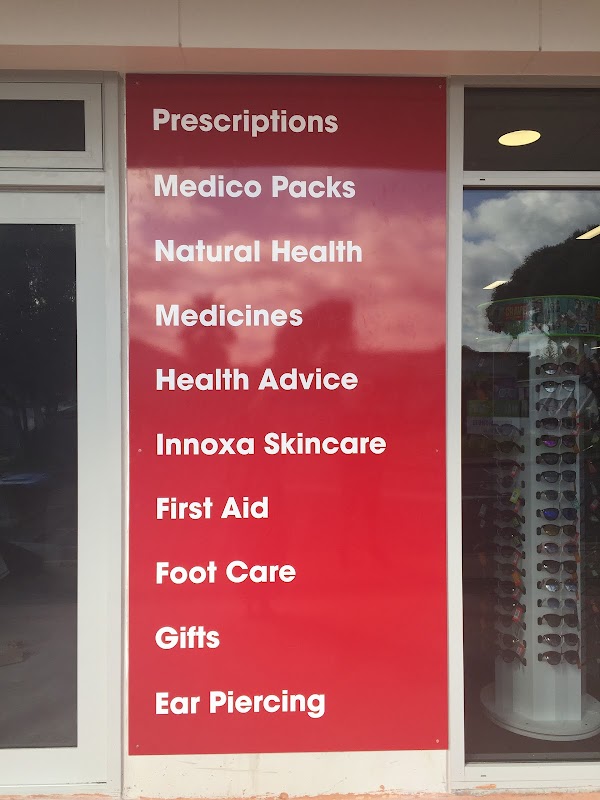 Prescriptions
Medico Packs
Natural Health
Medicines
Health Advice
Innoxa Skincare
First Aid
Foot Care
Gifts
Ear Piercing